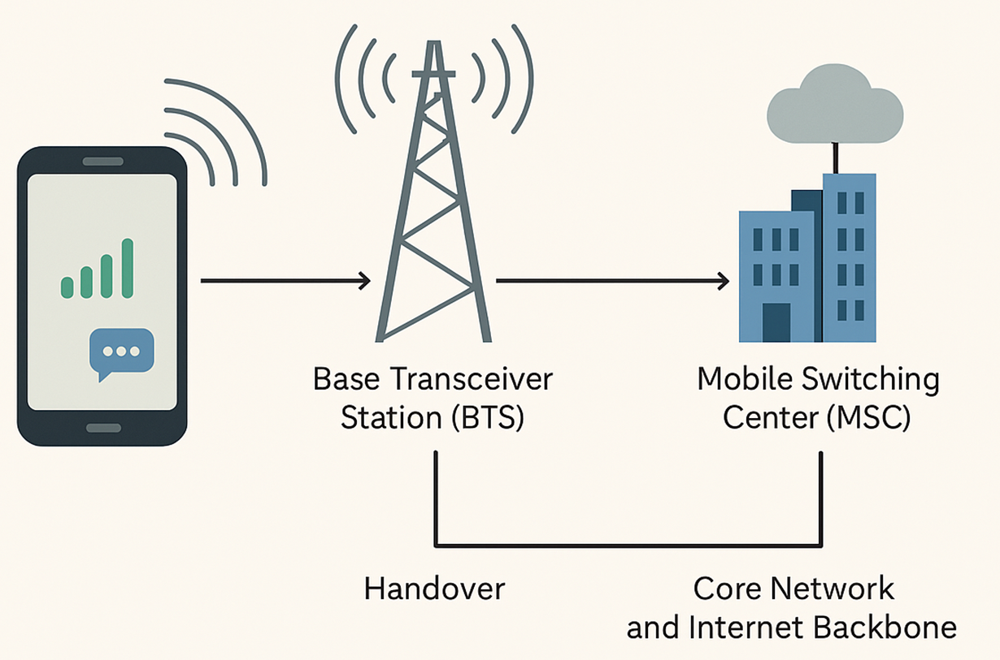 Base Transceiver
Station (BTS)
Mobile Switching
Center (MSC)
Handover
Core Network
and Internet Backbone